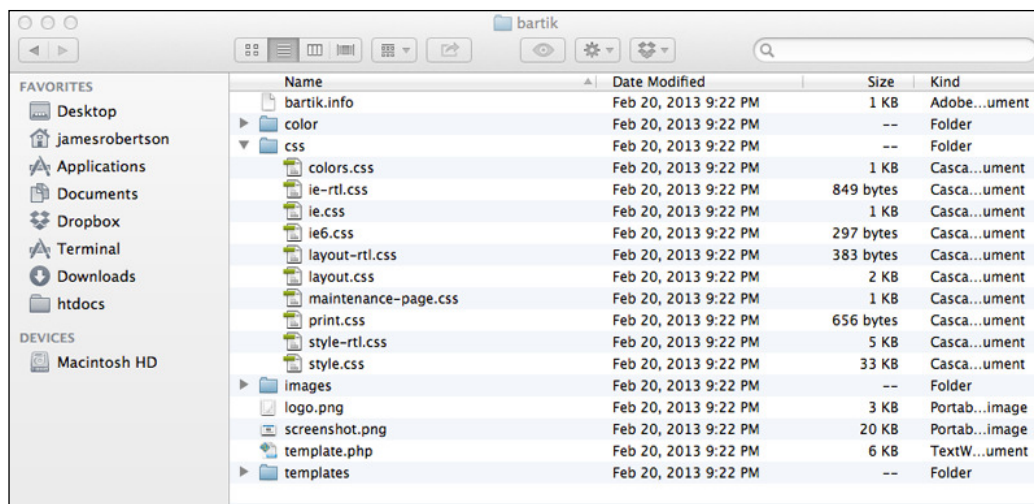 bartik
FAVORITES
Desktop
jamesrobertson
Applications
Documents
Dropbox
Terminal
Downloads
htdocs
DEVICES
Macintosh HD
Name Date Modified Size Kind
bartik.info Feb 20, 2013 9:22 PM 1 KB Adobe...ument
color Feb 20, 2013 9:22 PM -- Folder
css Feb 20, 2013 9:22 PM -- Folder
colors.css Feb 20, 2013 9:22 PM 1 KB Casca...ument
ie-rtl.css Feb 20, 2013 9:22 PM 849 bytes Casca...ument
ie.css Feb 20, 2013 9:22 PM 1 KB Casca...ument
ie6.css Feb 20, 2013 9:22 PM 297 bytes Casca...ument
layout-rtl.css Feb 20, 2013 9:22 PM 383 bytes Casca...ument
layout.css Feb 20, 2013 9:22 PM 2 KB Casca...ument
maintenance-page.css Feb 20, 2013 9:22 PM 1 KB Casca...ument
print.css Feb 20, 2013 9:22 PM 656 bytes Casca...ument
style-rtl.css Feb 20, 2013 9:22 PM 5 KB Casca...ument
style.css Feb 20, 2013 9:22 PM 33 KB Casca...ument
images Feb 20, 2013 9:22 PM -- Folder
logo.png Feb 20, 2013 9:22 PM 3 KB Portab...image
screenshot.png Feb 20, 2013 9:22 PM 20 KB Portab...image
template.php Feb 20, 2013 9:22 PM 6 KB TextW...ument
templates Feb 20, 2013 9:22 PM -- Folder